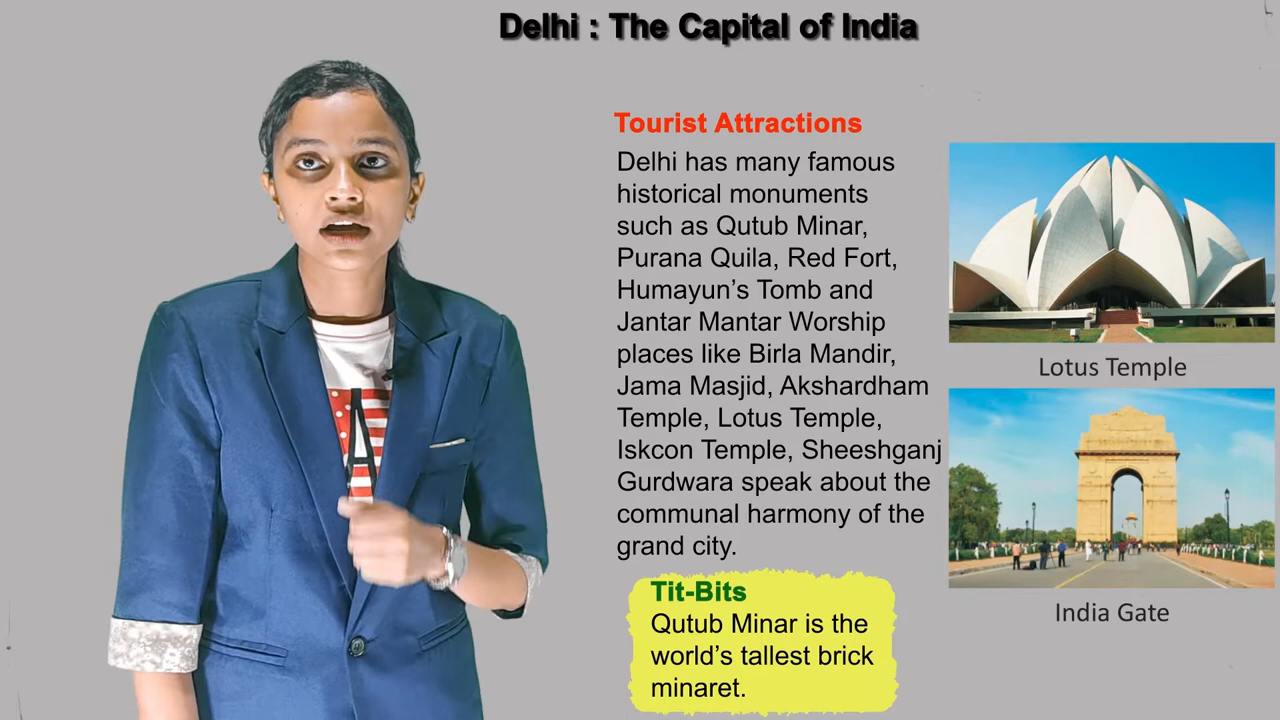 Delhi : The Capital of India
Tourist Attractions
Delhi has many famous
historical monuments
such as Qutub Minar,
Purana Quila, Red Fort,
Humayun’s Tomb and
Jantar Mantar Worship
places like Birla Mandir,
Jama Masjid, Akshardham
Temple, Lotus Temple,
Iskcon Temple, Sheeshganj
Gurdwara speak about the
communal harmony of the
grand city.
Tit-Bits
Qutub Minar is the
world’s tallest brick
minaret.
Lotus Temple
India Gate